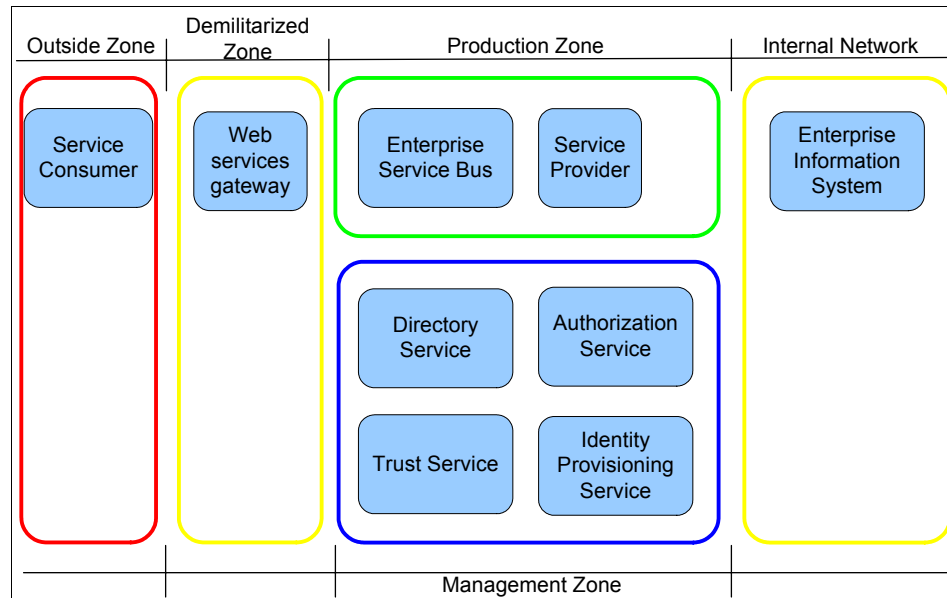 Outside Zone
Demilitarized
Zone
Production Zone
Internal Network
Service
Consumer
Web
services
gateway
Enterprise
Service Bus
Service
Provider
Enterprise
Information
System
Directory
Service
Authorization
Service
Trust Service
Identity
Provisioning
Service
Management Zone